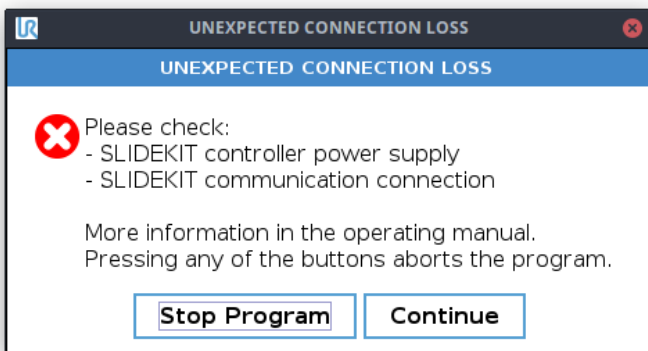 UR
UNEXPECTED CONNECTION LOSS
UNEXPECTED CONNECTION LOSS
Please check:
- SLIDEKIT controller power supply
- SLIDEKIT communication connection
More information in the operating manual.
Pressing any of the buttons aborts the program.
Stop Program
Continue